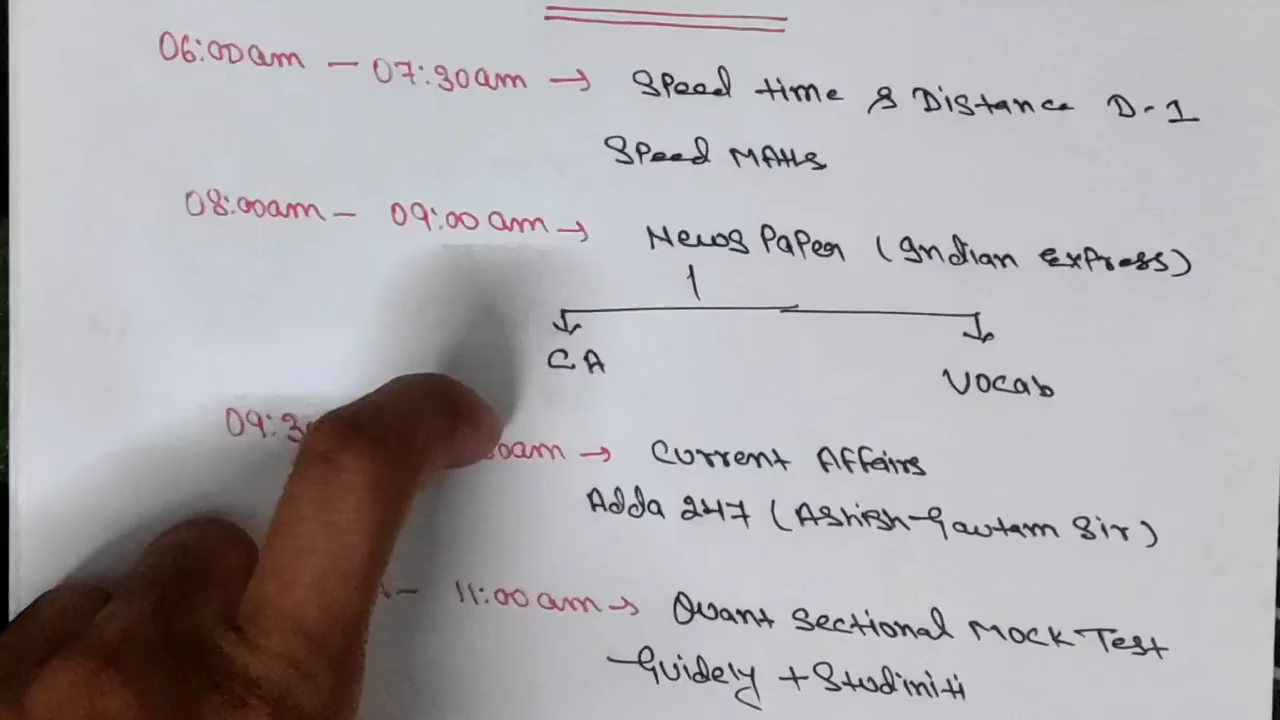 06:00am - 07:30am → Speed time & Distance D-1
Speed MAths
08:00am - 09:00am → News Paper (Indian express)
CA
Vocab
09:3 00am → Current Affairs
Adda 247 (Ashish Gautam Sir)
- 11:00am → Quant Sectional Mock Test
Guidely + Studiniti